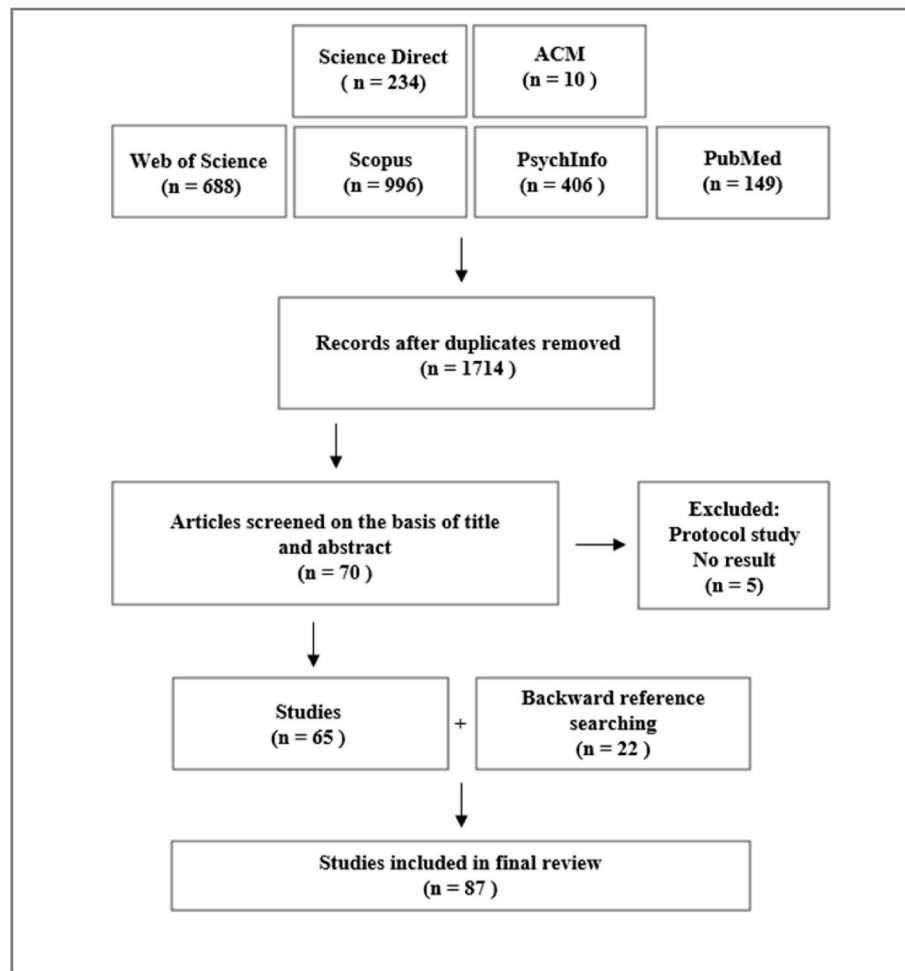 Science Direct
( n = 234)
ACM
(n = 10 )
Web of Science
(n = 688)
Scopus
(n = 996)
PsychInfo
(n = 406 )
PubMed
(n = 149)
Records after duplicates removed
(n = 1714 )
Articles screened on the basis of title
and abstract
(n = 70 )
Excluded:
Protocol study
No result
(n = 5)
Studies
(n = 65 )
+
Backward reference
searching
(n = 22 )
Studies included in final review
(n = 87 )